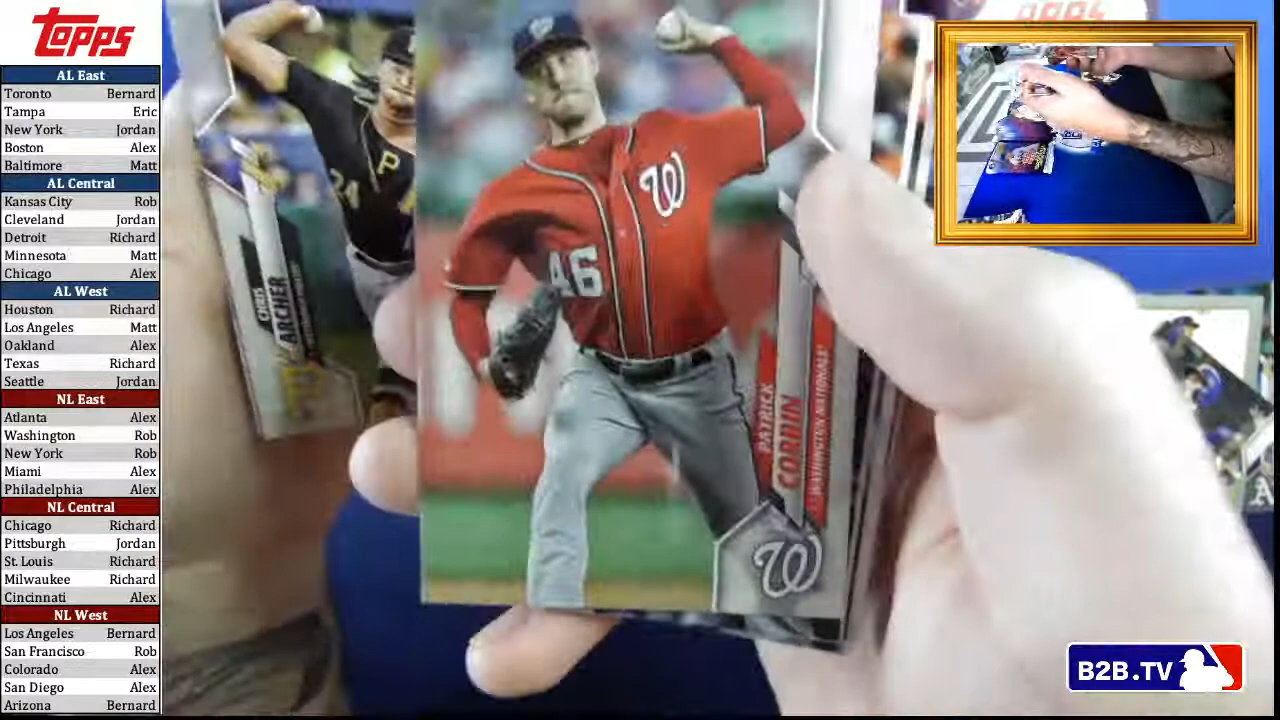 TOPPS
AL East
Toronto Bernard
Tampa Eric
New York Jordan
Boston Alex
Baltimore Matt
AL Central
Kansas City Rob
Cleveland Jordan
Detroit Richard
Minnesota Matt
Chicago Alex
AL West
Houston Richard
Los Angeles Matt
Oakland Alex
Texas Richard
Seattle Jordan
NL East
Atlanta Alex
Washington Rob
New York Rob
Miami Alex
Philadelphia Alex
NL Central
Chicago Richard
Pittsburgh Jordan
St. Louis Richard
Milwaukee Richard
Cincinnati Alex
NL West
Los Angeles Bernard
San Francisco Rob
Colorado Alex
San Diego Alex
Arizona Bernard
P
24
CHRIS
ARCHER
W
46
PATRICK
CORBIN
WASHINGTON NATIONALS
W
TOPPS
A
B2B.TV